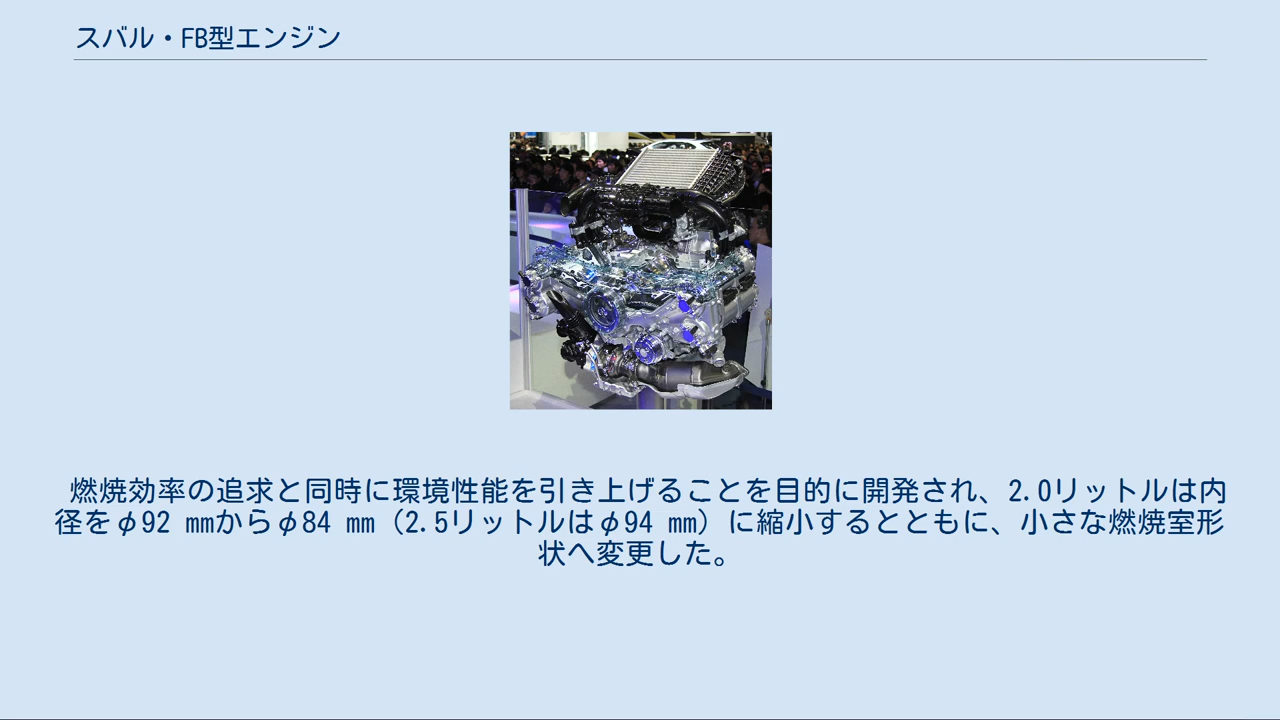 スバル・FB型エンジン
燃焼効率の追求と同時に環境性能を引き上げることを目的に開発され、2.0リットルは内
径をφ92 mmからφ84 mm（2.5リットルはφ94 mm）に縮小するとともに、小さな燃焼室形
状へ変更した。